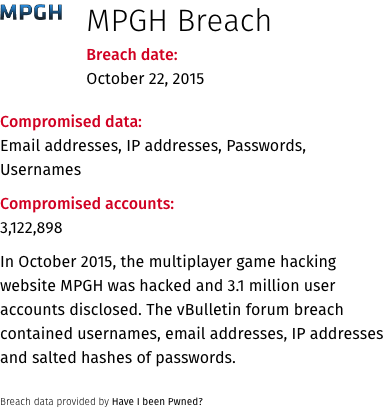 MPGH
MPGH Breach
Breach date:
October 22, 2015
Compromised data:
Email addresses, IP addresses, Passwords,
Usernames
Compromised accounts:
3,122,898
In October 2015, the multiplayer game hacking
website MPGH was hacked and 3.1 million user
accounts disclosed. The vBulletin forum breach
contained usernames, email addresses, IP addresses
and salted hashes of passwords.
Breach data provided by Have I been Pwned?